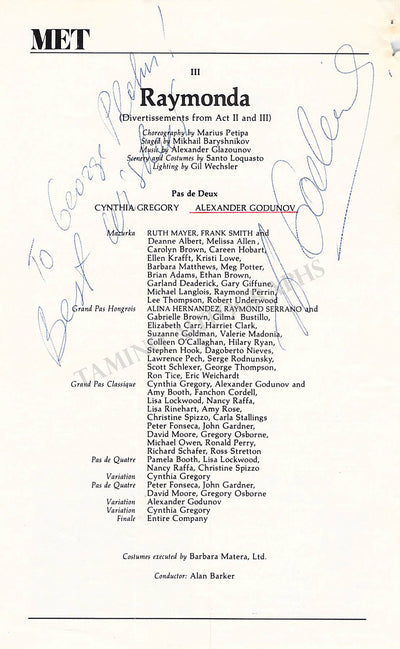 MET
To George Pledin!
Best wishes
A. Godunov
III
Raymonda
(Divertissements from Act II and III)
Choreography by Marius Petipa
Staged by Mikhail Baryshnikov
Music by Alexander Glazounov
Scenery and Costumes by Santo Loquasto
Lighting by Gil Wechsler
Pas de Deux
CYNTHIA GREGORY ALEXANDER GODUNOV
Mazurka RUTH MAYER, FRANK SMITH and
Deanne Albert, Melissa Allen,
Carolyn Brown, Careen Hobart,
Ellen Krafft, Kristi Lowe,
Barbara Matthews, Meg Potter,
Brian Adams, Ethan Brown,
Garland Deaderick, Gary Giffune,
Michael Langlois, Raymond Perrin,
Lee Thompson, Robert Underwood
Grand Pas Hongrois ALINA HERNANDEZ, RAYMOND SERRANO and
Gabrielle Brown, Gilma Bustillo,
Elizabeth Carr, Harriet Clark,
Suzanne Goldman, Valerie Madonia,
Colleen O'Callaghan, Hilary Ryan,
Stephen Hook, Dagoberto Nieves,
Lawrence Pech, Serge Rodnunsky,
Scott Schlexer, George Thompson,
Ron Tice, Eric Weichardt
Grand Pas Classique Cynthia Gregory, Alexander Godunov and
Amy Booth, Fanchon Cordell,
Lisa Lockwood, Nancy Raffa,
Lisa Rinehart, Amy Rose,
Christine Spizzo, Carla Stallings
Peter Fonseca, John Gardner,
David Moore, Gregory Osborne,
Michael Owen, Ronald Perry,
Richard Schafer, Ross Stretton
Pas de Quatre Pamela Booth, Lisa Lockwood,
Nancy Raffa, Christine Spizzo
Variation Cynthia Gregory
Pas de Quatre Peter Fonseca, John Gardner,
David Moore, Gregory Osborne
Variation Alexander Godunov
Variation Cynthia Gregory
Finale Entire Company
Costumes executed by Barbara Matera, Ltd.
Conductor: Alan Barker
TAMINO AUTOGRAPHS